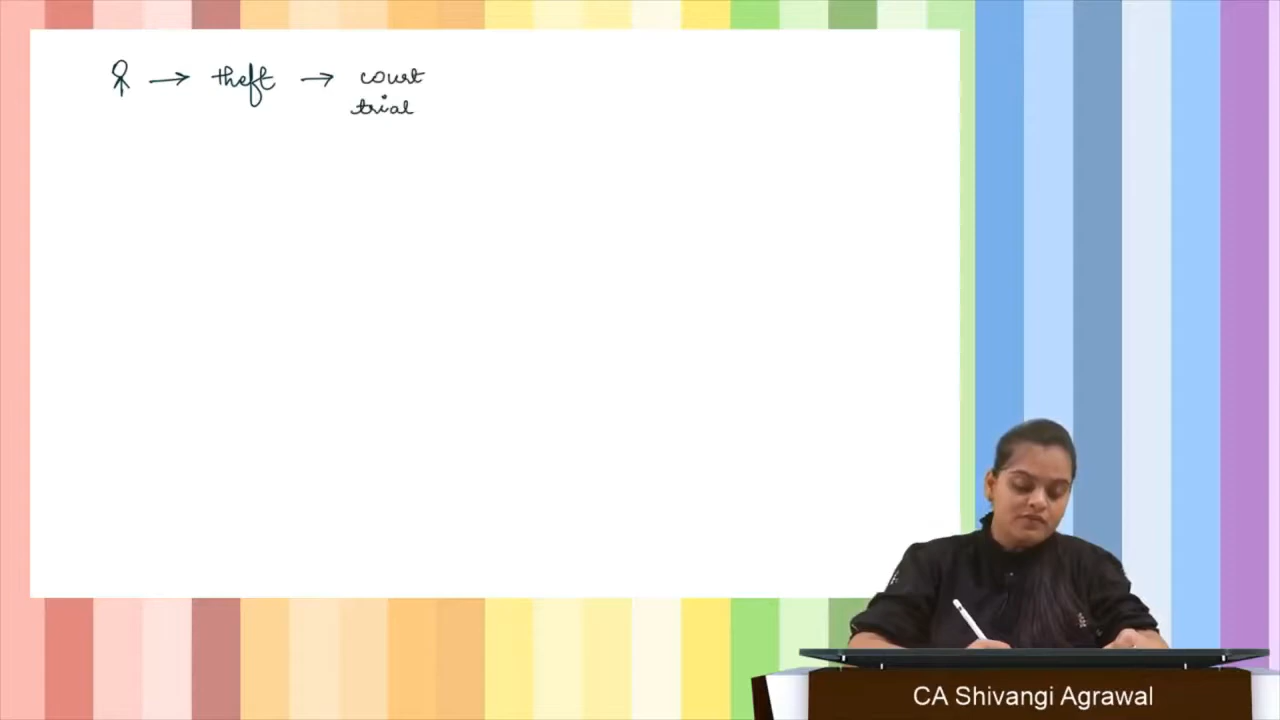 → theft → court
trial
CA Shivangi Agrawal